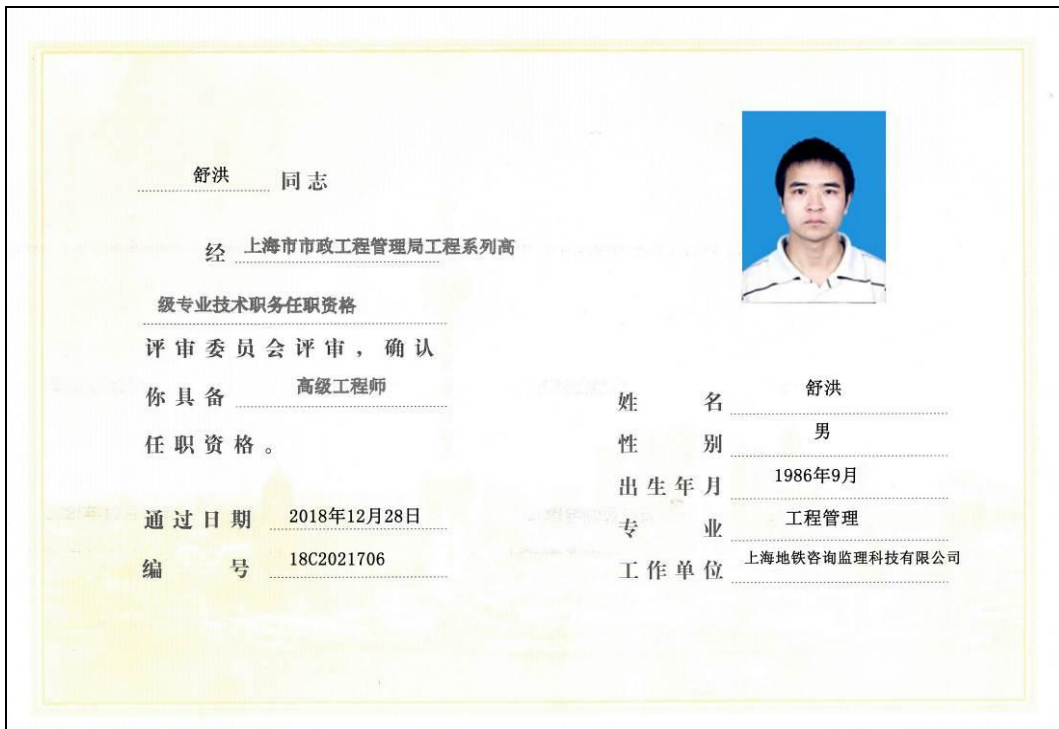 舒洪 同志
经 上海市市政工程管理局工程系列高
级专业技术职务任职资格
评审委员会评审，确认
你具备 高级工程师
任职资格。
通过日期 2018年12月28日
编号 18C2021706
姓名 舒洪
性别 男
出生年月 1986年9月
专业 工程管理
工作单位 上海地铁咨询监理科技有限公司